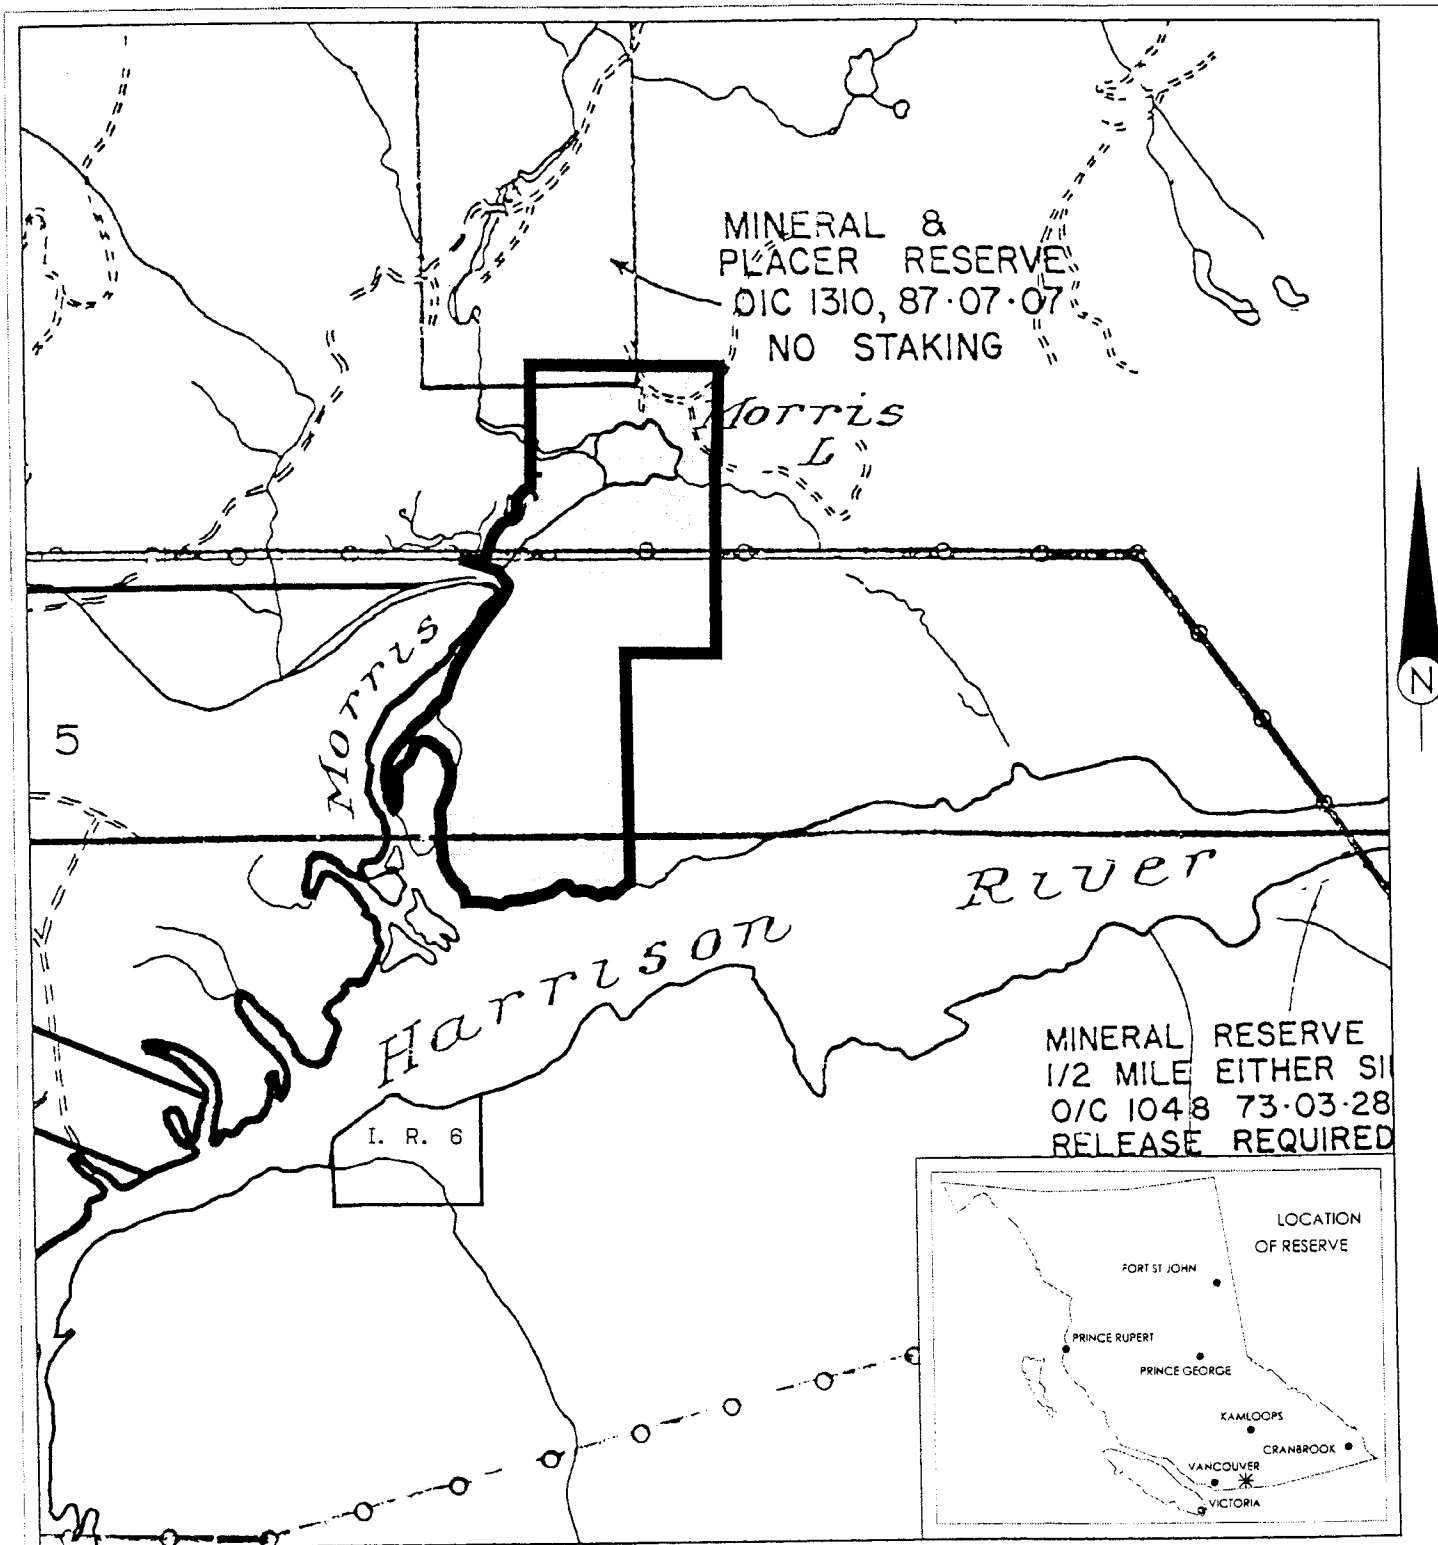 MINERAL &
PLACER RESERVE
OIC 1310, 87·07·07
NO STAKING
Morris
L
N
Morris
5
River
Harrison
MINERAL RESERVE
1/2 MILE EITHER SI
O/C 1048 73·03·28
RELEASE REQUIRED
I. R. 6
LOCATION
OF RESERVE
FORT ST JOHN
PRINCE RUPERT
PRINCE GEORGE
KAMLOOPS
CRANBROOK
VANCOUVER
VICTORIA